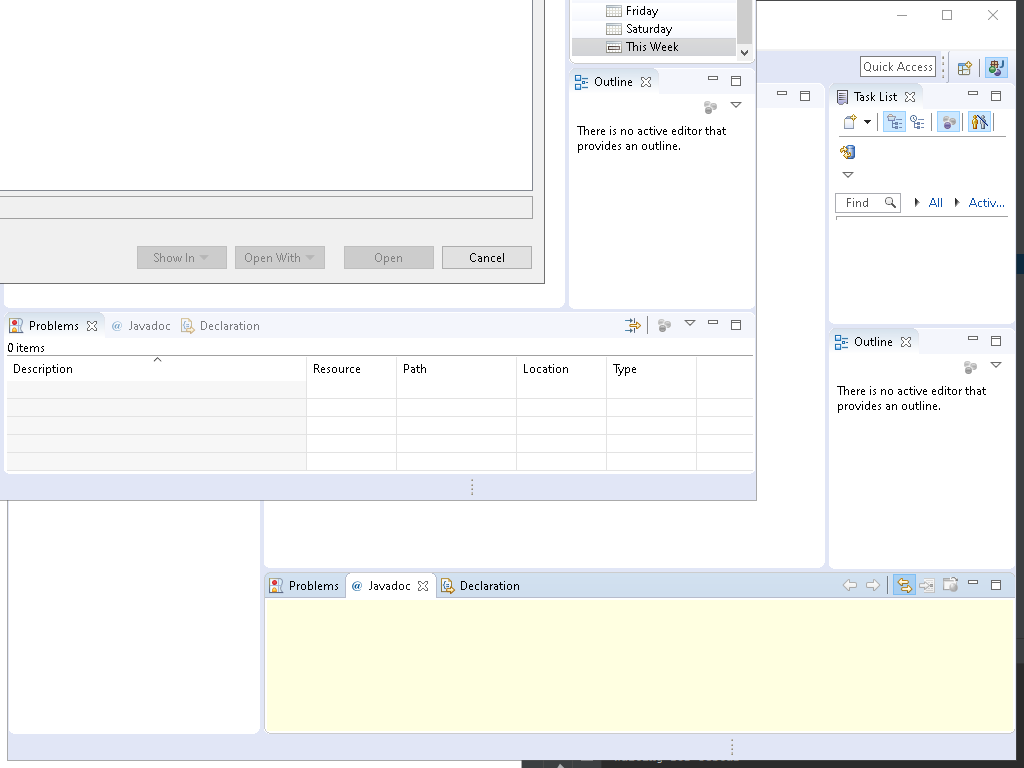 Friday
Saturday
This Week
Quick Access
Outline
Task List
There is no active editor that
provides an outline.
Find
All
Activ...
Show In
Open With
Open
Cancel
Problems
Javadoc
Declaration
0 items
Description
Resource
Path
Location
Type
Outline
There is no active editor that
provides an outline.
Problems
@ Javadoc
Declaration